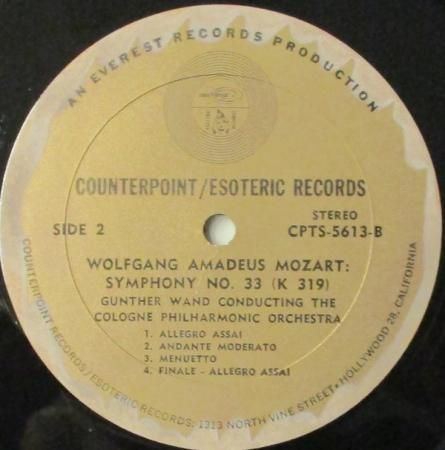 AN EVEREST RECORDS PRODUCTION
COUNTERPOINT/ESOTERIC RECORDS
SIDE 2
STEREO
CPTS-5613-B
WOLFGANG AMADEUS MOZART:
SYMPHONY NO. 33 (K 319)
GUNTHER WAND CONDUCTING THE
COLOGNE PHILHARMONIC ORCHESTRA
1. ALLEGRO ASSAI
2. ANDANTE MODERATO
3. MENUETTO
4. FINALE - ALLEGRO ASSAI
COUNTERPOINT RECORDS/ESOTERIC RECORDS: 1313 NORTH VINE STREET • HOLLYWOOD 28, CALIFORNIA